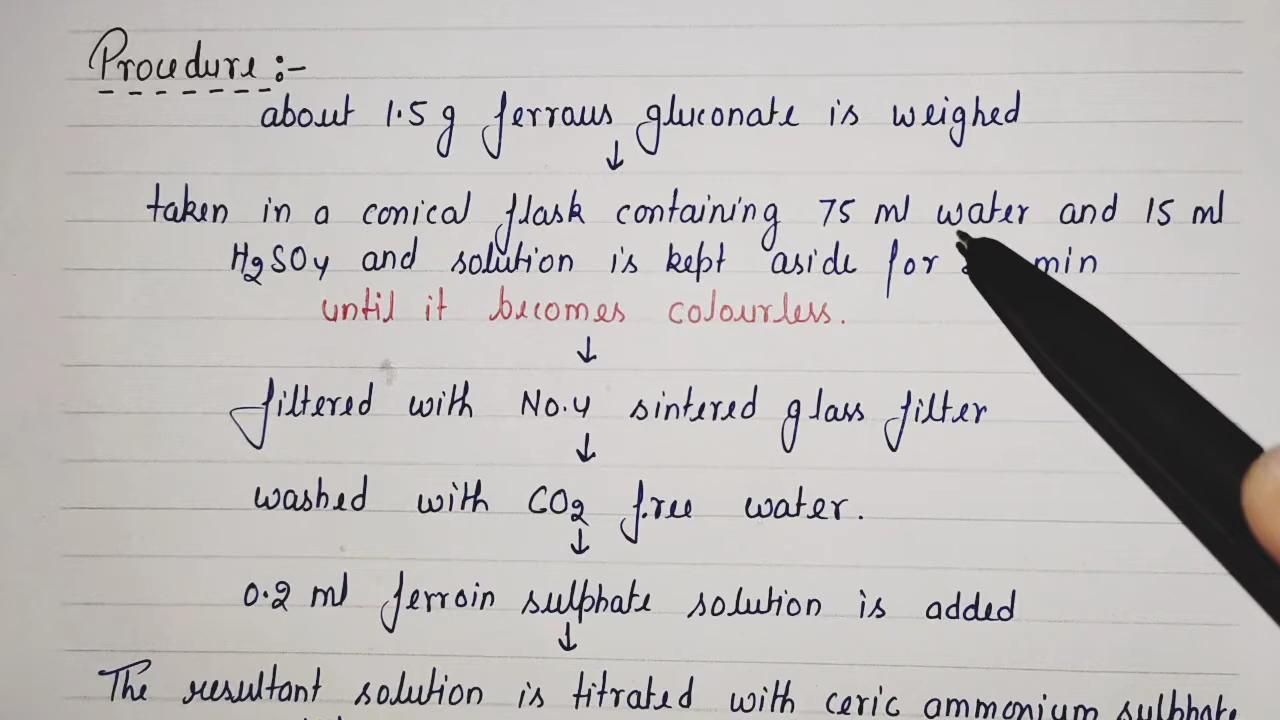 Procedure:-
about 1.5 g ferrous gluconate is weighed
↓
taken in a conical flask containing 75 ml water and 15 ml
H₂SO₄ and solution is kept aside for min
until it becomes colourless.
↓
filtered with No.4 sintered glass filter
↓
washed with CO₂ free water.
↓
0.2 ml ferroin sulphate solution is added
↓
The resultant solution is titrated with ceric ammonium sulphate